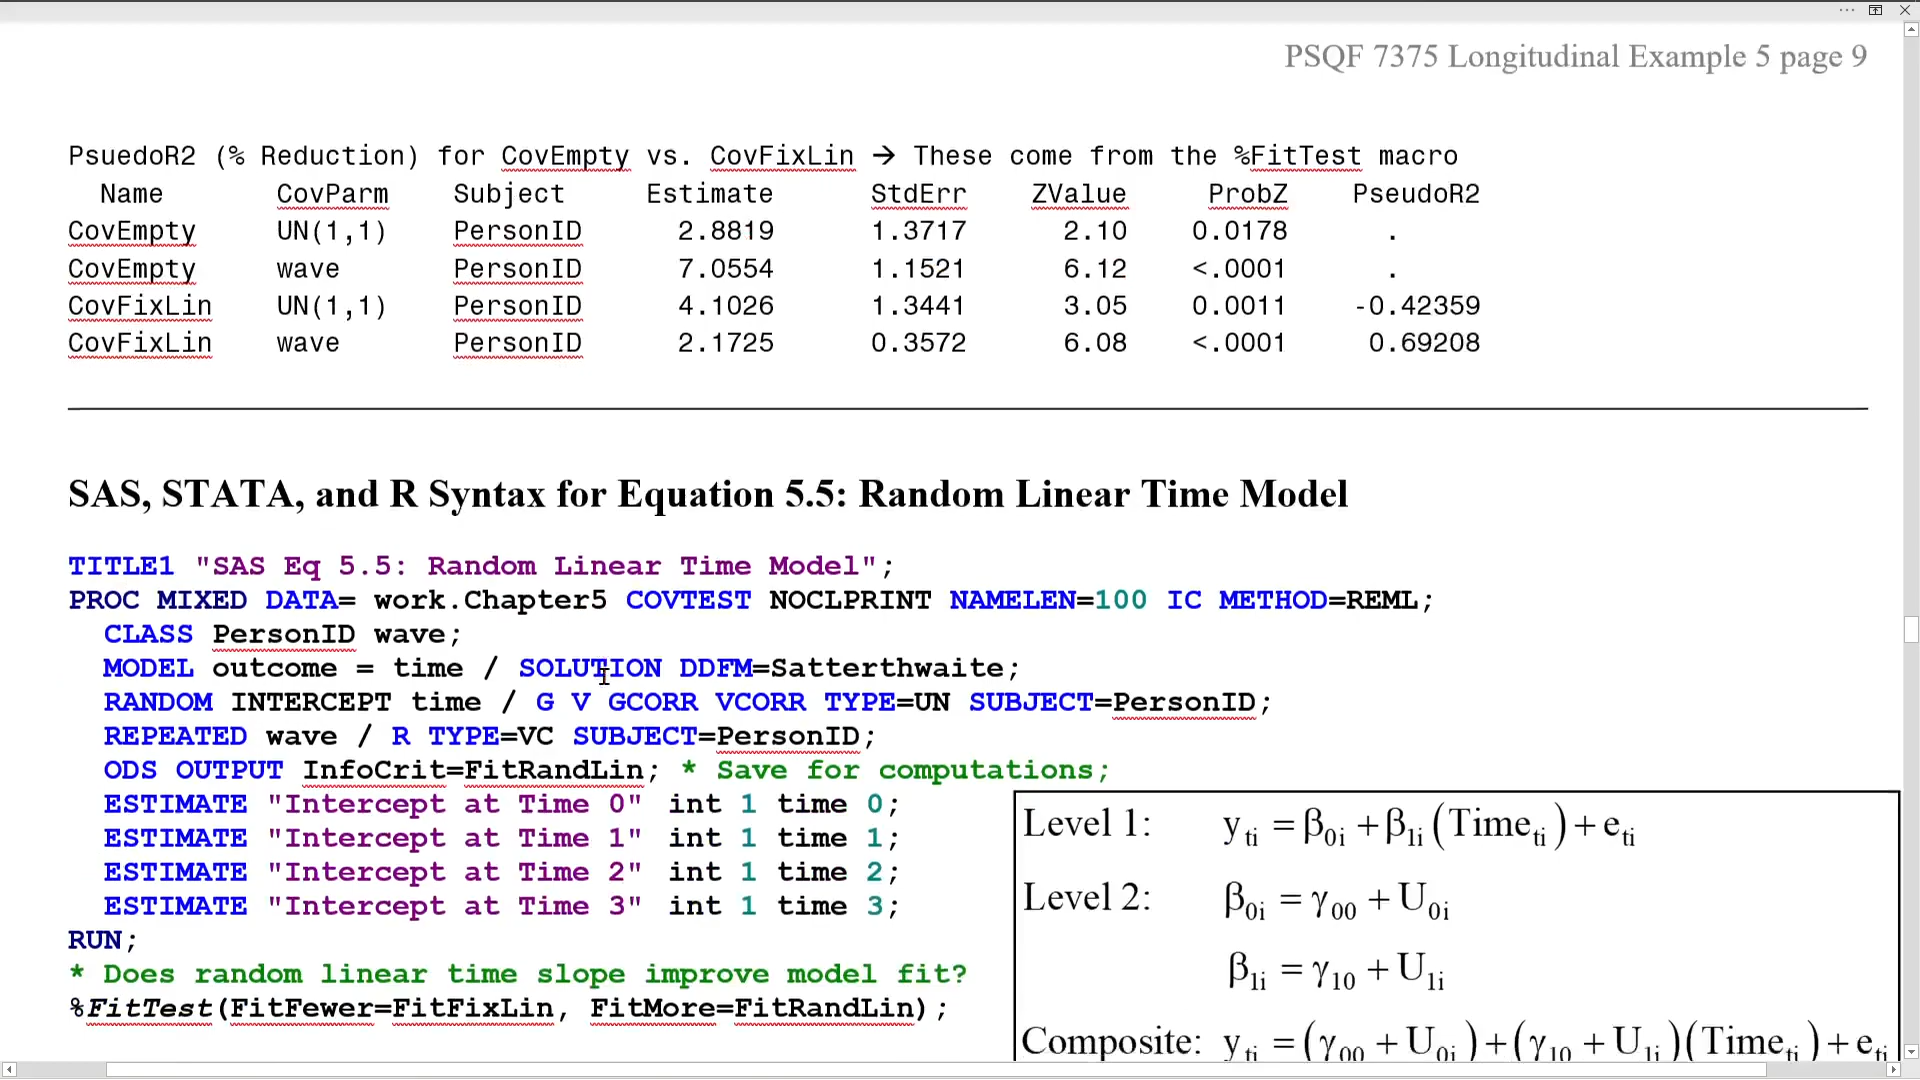 PSQF 7375 Longitudinal Example 5 page 9
PsuedoR2 (% Reduction) for CovEmpty vs. CovFixLin → These come from the %FitTest macro
Name CovParm Subject Estimate StdErr ZValue ProbZ PseudoR2
CovEmpty UN(1,1) PersonID 2.8819 1.3717 2.10 0.0178 .
CovEmpty wave PersonID 7.0554 1.1521 6.12 <.0001 .
CovFixLin UN(1,1) PersonID 4.1026 1.3441 3.05 0.0011 -0.42359
CovFixLin wave PersonID 2.1725 0.3572 6.08 <.0001 0.69208
SAS, STATA, and R Syntax for Equation 5.5: Random Linear Time Model
TITLE1 "SAS Eq 5.5: Random Linear Time Model";
PROC MIXED DATA= work.Chapter5 COVTEST NOCLPRINT NAMELEN=100 IC METHOD=REML;
CLASS PersonID wave;
MODEL outcome = time / SOLUTION DDFM=Satterthwaite;
RANDOM INTERCEPT time / G V GCORR VCORR TYPE=UN SUBJECT=PersonID;
REPEATED wave / R TYPE=VC SUBJECT=PersonID;
ODS OUTPUT InfoCrit=FitRandLin; * Save for computations;
ESTIMATE "Intercept at Time 0" int 1 time 0;
ESTIMATE "Intercept at Time 1" int 1 time 1;
ESTIMATE "Intercept at Time 2" int 1 time 2;
ESTIMATE "Intercept at Time 3" int 1 time 3;
RUN;
* Does random linear time slope improve model fit?
%FitTest(FitFewer=FitFixLin, FitMore=FitRandLin);
Level 1: yti = β0i + β1i (Timeti) + eti
Level 2: β0i = γ00 + U0i
β1i = γ10 + U1i
Composite: yti = (γ00 + U0i) + (γ10 + U1i)(Timeti) + eti